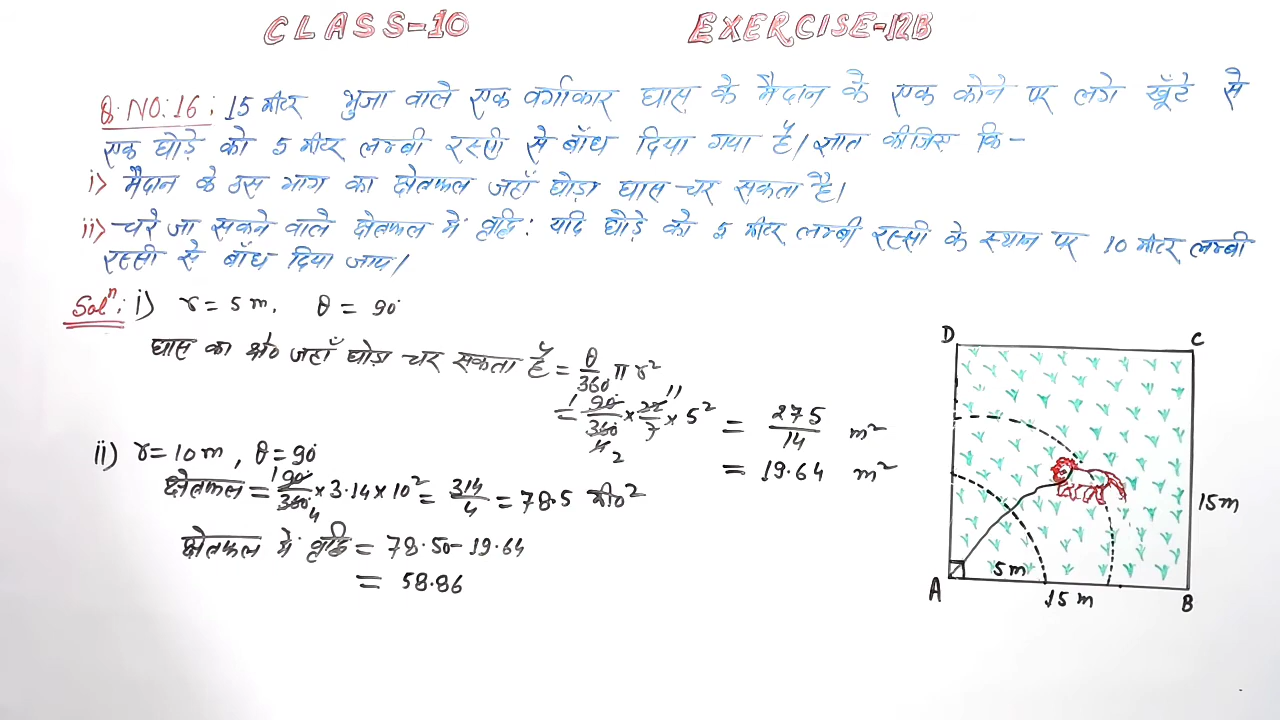 CLASS-10 EXERCISE-12B
Q.NO:16: 15 मीटर भुजा वाले एक वर्गाकार घास के मैदान के एक कोने पर लगे खूँटे से
एक घोड़े को 5 मीटर लम्बी रस्सी से बाँध दिया गया है। ज्ञात कीजिए कि -
i> मैदान के उस भाग का क्षेत्रफल जहाँ घोड़ा घास चर सकता है।
ii> चरे जा सकने वाले क्षेत्रफल में वृद्धि: यदि घोड़े को 5 मीटर लम्बी रस्सी के स्थान पर 10 मीटर लम्बी
रस्सी से बाँध दिया जाय।
Solⁿ: i) r = 5 m, θ = 90°
घास का क्षे० जहाँ घोड़ा चर सकता है = θ/360 π r²
= 90/360 × 22/7 × 5² = 275/14 m²
= 19.64 m²
ii) r = 10 m, θ = 90°
क्षेत्रफल = 90/360 × 3.14 × 10² = 314/4 = 78.5 मी०²
क्षेत्रफल में वृद्धि = 78.50 - 19.64
= 58.86
D C
15m
A 5m B
15 m